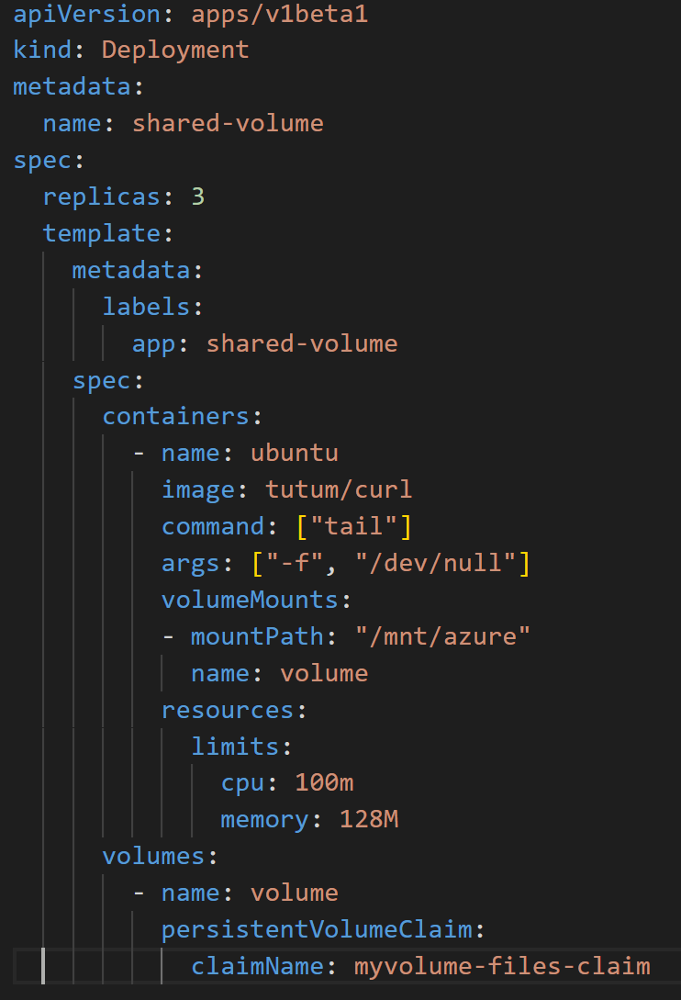 apiVersion: apps/v1beta1
kind: Deployment
metadata:
  name: shared-volume
spec:
  replicas: 3
  template:
    metadata:
      labels:
        app: shared-volume
    spec:
      containers:
        - name: ubuntu
          image: tutum/curl
          command: ["tail"]
          args: ["-f", "/dev/null"]
          volumeMounts:
          - mountPath: "/mnt/azure"
            name: volume
          resources:
            limits:
              cpu: 100m
              memory: 128M
      volumes:
        - name: volume
          persistentVolumeClaim:
            claimName: myvolume-files-claim